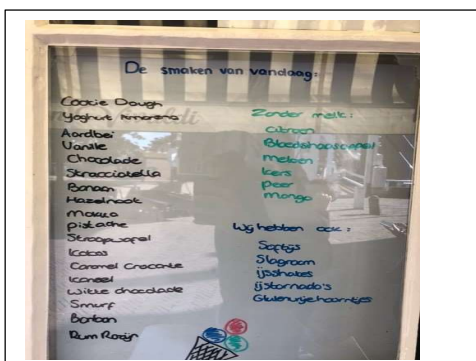 De smaken van vandaag:
Cookie Dough
Yoghurt Amarena
Aardbei
Vanille
Chocolade
Stracciatella
Banaan
Hazelnoot
Mokka
Pistache
Stroopwafel
Kokos
Caramel Crocante
Kaneel
Witte chocolade
Smurf
Bonbon
Rum Rozijn
Zonder melk:
Citroen
Bloedsinaasappel
meloen
kers
peer
mango
Wij hebben ook:
Softijs
Slagroom
ijsshakes
ijstornado's
Glutenvrije hoorntjes